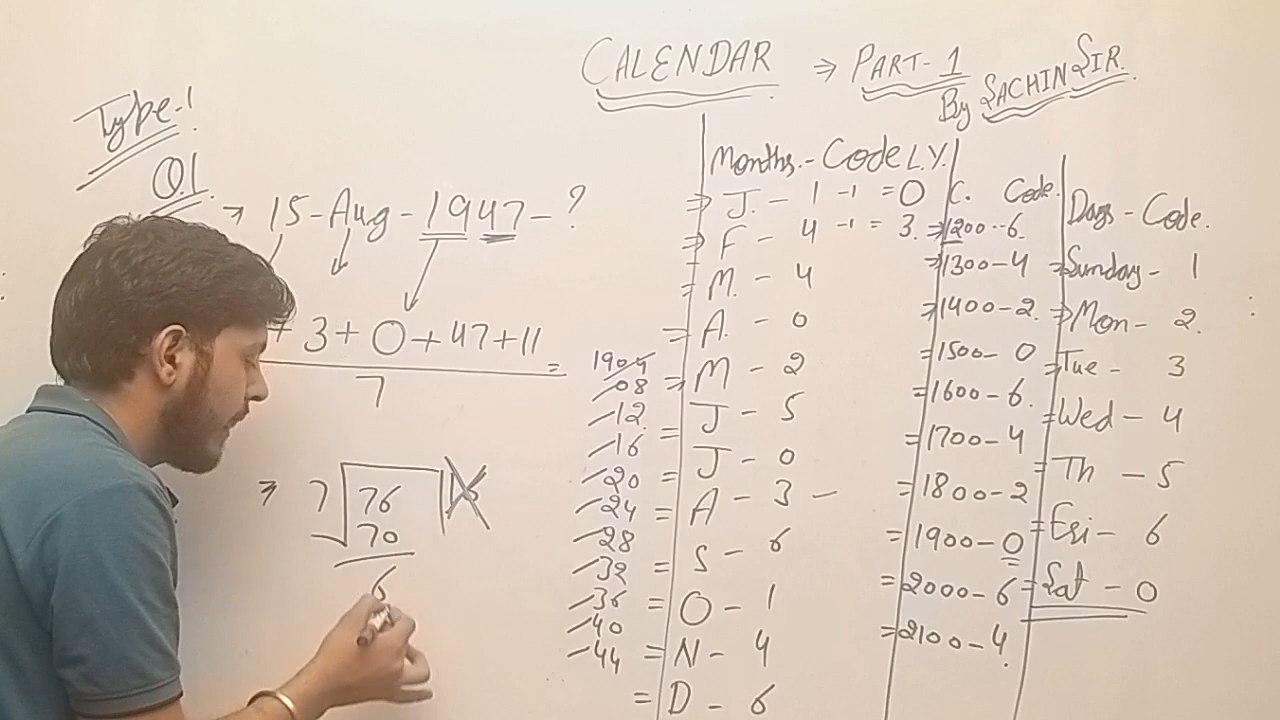 CALENDAR ⇒ PART-1
By SACHIN SIR.
Type-1
Q1.
→ 15-Aug-1947-?
+ 3 + 0 + 47 + 11 =
7
⇒ 7 76
70
6
1904
08
12
16
20
24
28
32
36
40
44
Months.- Code L.Y.
⇒ J. - 1 -1 = 0
⇒ F - 4 -1 = 3.
= M. - 4
⇒ A. - 0
⇒ M - 2
= J - 5
= J - 0
= A - 3 -
= S - 6
= O - 1
= N - 4
= D - 6
C. Code.
⇒ 1200--6.
⇒ 1300-4
⇒ 1400-2.
= 1500- 0
= 1600-6.
= 1700-4
= 1800-2
= 1900-0
= 2000-6
= 2100-4.
Days - Code.
⇒ Sunday - 1
⇒ Mon - 2.
⇒ Tue - 3
= Wed - 4
= Th - 5
= Fri - 6
= Sat - 0